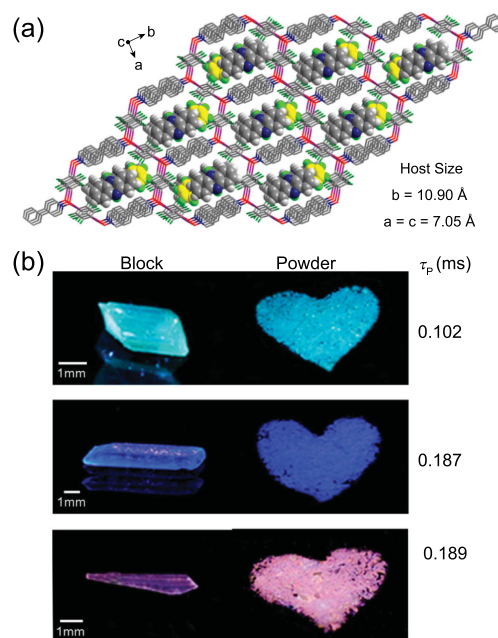 (a)
c
b
a
Host Size
b = 10.90 Å
a = c = 7.05 Å
(b)
Block
Powder
τP (ms)
1mm
0.102
1mm
0.187
1mm
0.189